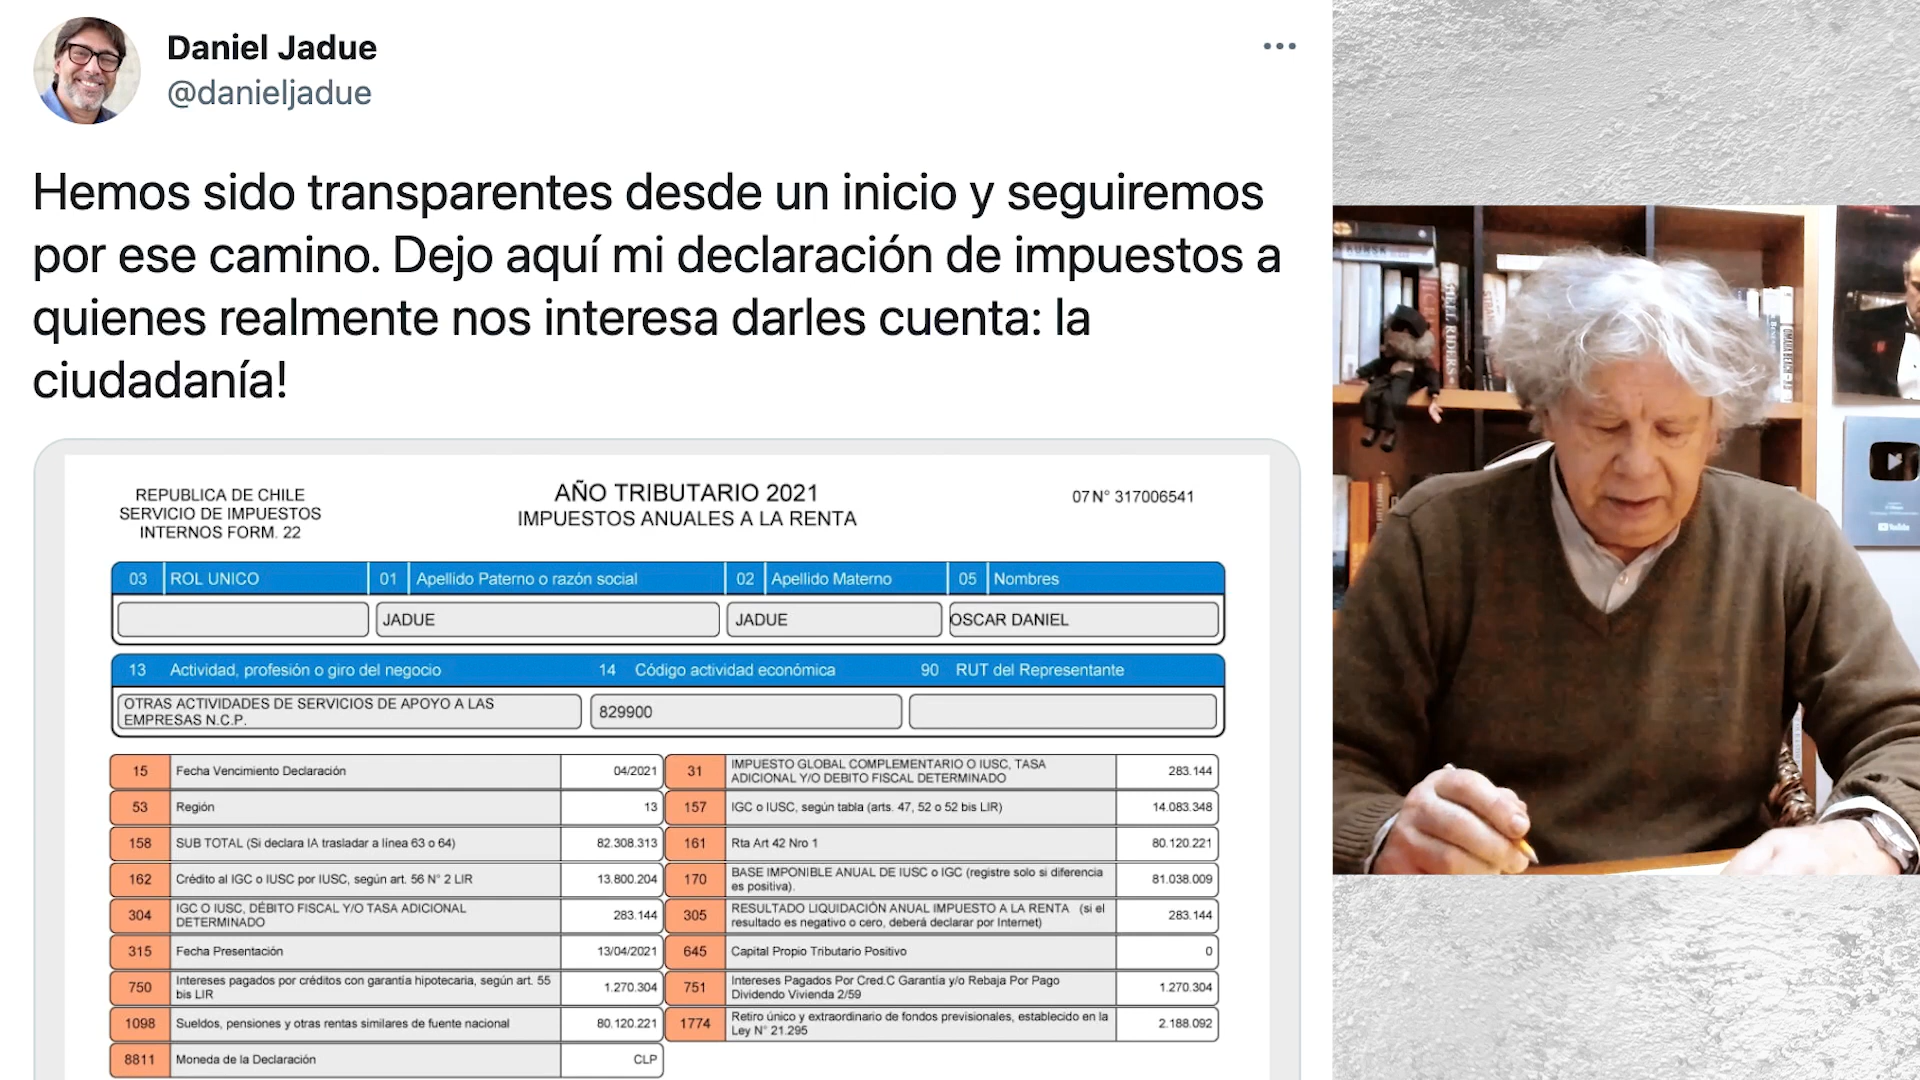 Daniel Jadue
@danieljadue
Hemos sido transparentes desde un inicio y seguiremos
por ese camino. Dejo aquí mi declaración de impuestos a
quienes realmente nos interesa darles cuenta: la
ciudadanía!
REPUBLICA DE CHILE
SERVICIO DE IMPUESTOS
INTERNOS FORM. 22
AÑO TRIBUTARIO 2021
IMPUESTOS ANUALES A LA RENTA
07 N° 317006541
03 ROL UNICO 01 Apellido Paterno o razón social 02 Apellido Materno 05 Nombres
JADUE JADUE OSCAR DANIEL
13 Actividad, profesión o giro del negocio 14 Código actividad económica 90 RUT del Representante
OTRAS ACTIVIDADES DE SERVICIOS DE APOYO A LAS
EMPRESAS N.C.P.
829900
15 Fecha Vencimiento Declaración 04/2021
31 IMPUESTO GLOBAL COMPLEMENTARIO O IUSC, TASA
ADICIONAL Y/O DEBITO FISCAL DETERMINADO 283.144
53 Región 13
157 IGC o IUSC, según tabla (arts. 47, 52 o 52 bis LIR) 14.083.348
158 SUB TOTAL (Si declara IA trasladar a línea 63 o 64) 82.308.313
161 Rta Art 42 Nro 1 80.120.221
162 Crédito al IGC o IUSC por IUSC, según art. 56 N° 2 LIR 13.800.204
170 BASE IMPONIBLE ANUAL DE IUSC o IGC (registre solo si diferencia
es positiva). 81.038.009
304 IGC O IUSC, DÉBITO FISCAL Y/O TASA ADICIONAL
DETERMINADO 283.144
305 RESULTADO LIQUIDACIÓN ANUAL IMPUESTO A LA RENTA (si el
resultado es negativo o cero, deberá declarar por Internet) 283.144
315 Fecha Presentación 13/04/2021
645 Capital Propio Tributario Positivo 0
750 Intereses pagados por créditos con garantía hipotecaria, según art. 55
bis LIR 1.270.304
751 Intereses Pagados Por Cred.C Garantía y/o Rebaja Por Pago
Dividendo Vivienda 2/59 1.270.304
1098 Sueldos, pensiones y otras rentas similares de fuente nacional 80.120.221
1774 Retiro único y extraordinario de fondos previsionales, establecido en la
Ley N° 21.295 2.188.092
8811 Moneda de la Declaración CLP
KURSK
YouTube